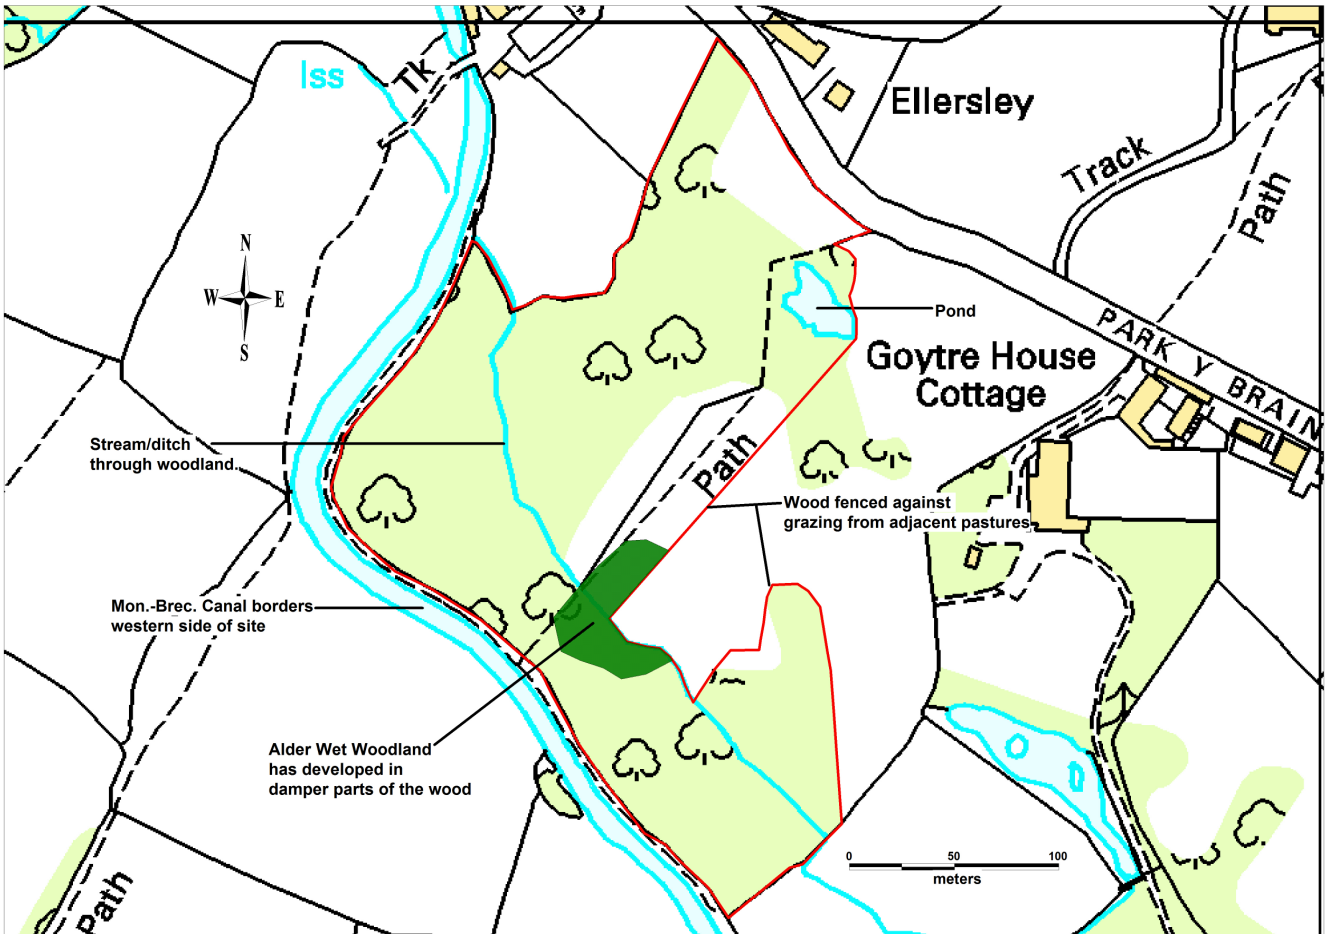 Iss
Tk
Ellersley
Track
Path
N
W E
S
Pond
PARK Y BRAIN
Goytre House
Cottage
Stream/ditch
through woodland.
Path
Wood fenced against
grazing from adjacent pastures
Mon.-Brec. Canal borders
western side of site
Alder Wet Woodland
has developed in
damper parts of the wood
0 50 100
meters
Path